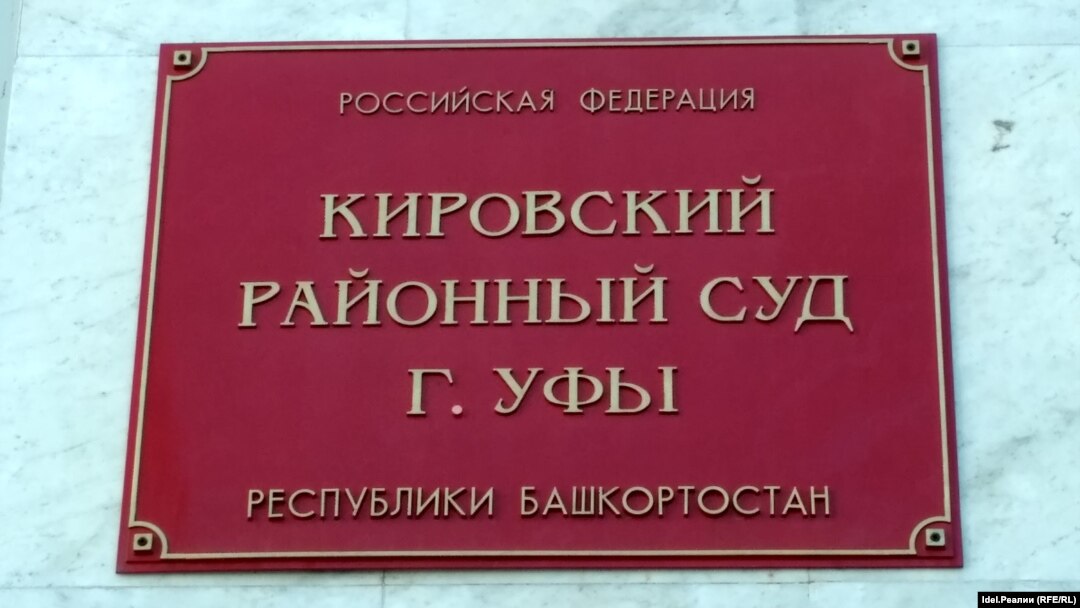 РОССИЙСКАЯ ФЕДЕРАЦИЯ
КИРОВСКИЙ
РАЙОННЫЙ СУД
Г. УФЫ
РЕСПУБЛИКИ БАШКОРТОСТАН
Idel.Реалии (RFE/RL)